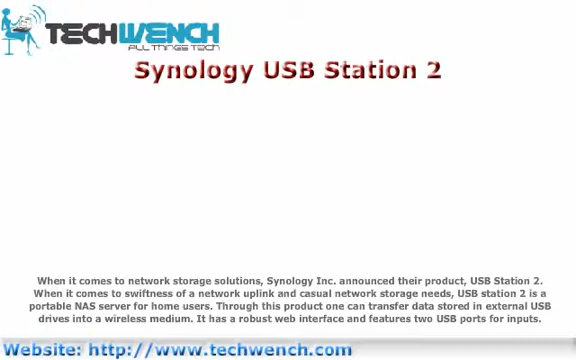 TECHWENCH
ALL THINGS TECH
Synology USB Station 2
When it comes to network storage solutions, Synology Inc. announced their product, USB Station 2.
When it comes to swiftness of a network uplink and casual network storage needs, USB station 2 is a
portable NAS server for home users. Through this product one can transfer data stored in external USB
drives into a wireless medium. It has a robust web interface and features two USB ports for inputs.
Website: http://www.techwench.com